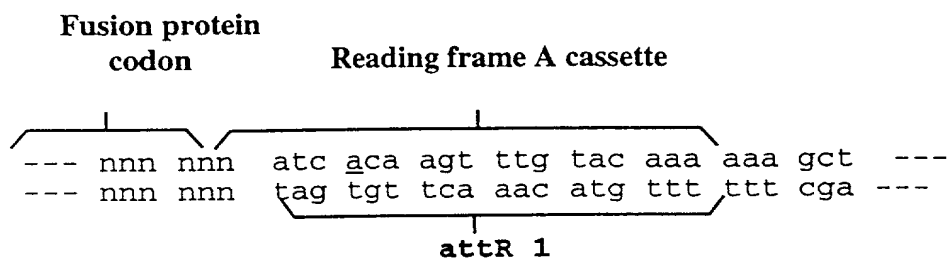 Fusion protein
codon
Reading frame A cassette
--- nnn nnn atc aca agt ttg tac aaa aaa gct ---
--- nnn nnn tag tgt tca aac atg ttt ttt cga ---
attR 1